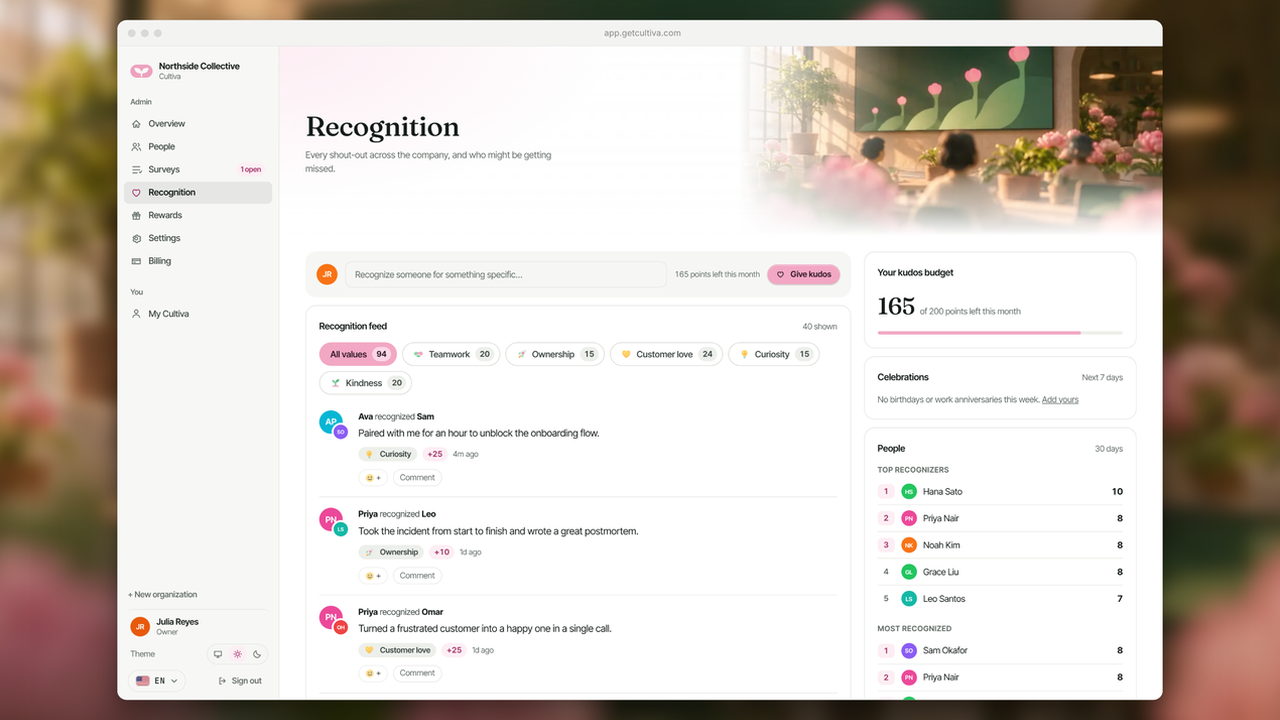 app.getcultiva.com
Northside Collective
Cultiva
Admin
Overview
People
Surveys
1 open
Recognition
Rewards
Settings
Billing
You
My Cultiva
+ New organization
JR
Julia Reyes
Owner
Theme
EN
Sign out
Recognition
Every shout-out across the company, and who might be getting
missed.
JR
Recognize someone for something specific...
165 points left this month
Give kudos
Recognition feed
40 shown
All values 94
Teamwork 20
Ownership 15
Customer love 24
Curiosity 15
Kindness 20
AP
SO
Ava recognized Sam
Paired with me for an hour to unblock the onboarding flow.
Curiosity
+25
4m ago
+
Comment
PN
LS
Priya recognized Leo
Took the incident from start to finish and wrote a great postmortem.
Ownership
+10
1d ago
+
Comment
PN
OH
Priya recognized Omar
Turned a frustrated customer into a happy one in a single call.
Customer love
+25
1d ago
+
Comment
Your kudos budget
165 of 200 points left this month
Celebrations
Next 7 days
No birthdays or work anniversaries this week. Add yours
People
30 days
TOP RECOGNIZERS
1 HS Hana Sato 10
2 PN Priya Nair 8
3 NK Noah Kim 8
4 GL Grace Liu 8
5 LS Leo Santos 7
MOST RECOGNIZED
1 SO Sam Okafor 8
2 PN Priya Nair 8